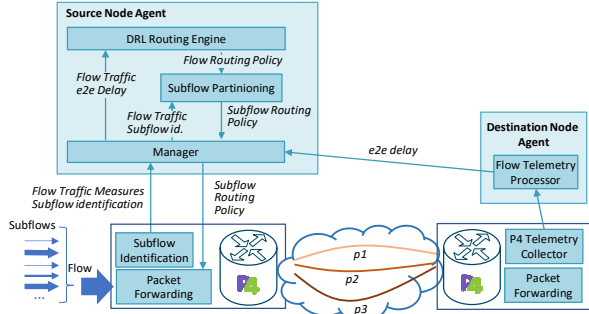 Source Node Agent
DRL Routing Engine
Flow Routing Policy
Flow Traffic
e2e Delay
Subflow Partinioning
Flow Traffic
Subflow id.
Subflow Routing
Policy
Manager
e2e delay
Destination Node
Agent
Flow Telemetry
Processor
Flow Traffic Measures
Subflow identification
Subflow
Routing
Policy
Subflows
Flow
...
Subflow
Identification
Packet
Forwarding
P4
p1
p2
p3
P4
P4 Telemetry
Collector
Packet
Forwarding